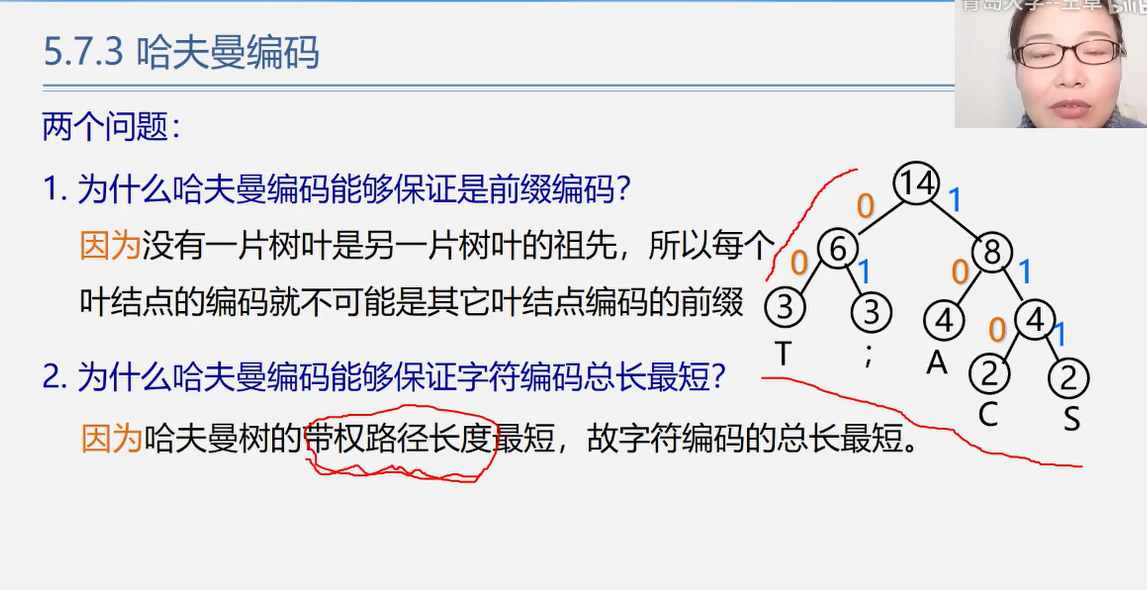 青岛大学--王卓
5.7.3 哈夫曼编码
两个问题：
1. 为什么哈夫曼编码能够保证是前缀编码？
因为没有一片树叶是另一片树叶的祖先，所以每个
叶结点的编码就不可能是其它叶结点编码的前缀
2. 为什么哈夫曼编码能够保证字符编码总长最短？
因为哈夫曼树的带权路径长度最短，故字符编码的总长最短。
14
0 1
6 8
0 1 0 1
3 3 4 4
T ; A 0 1
2 2
C S